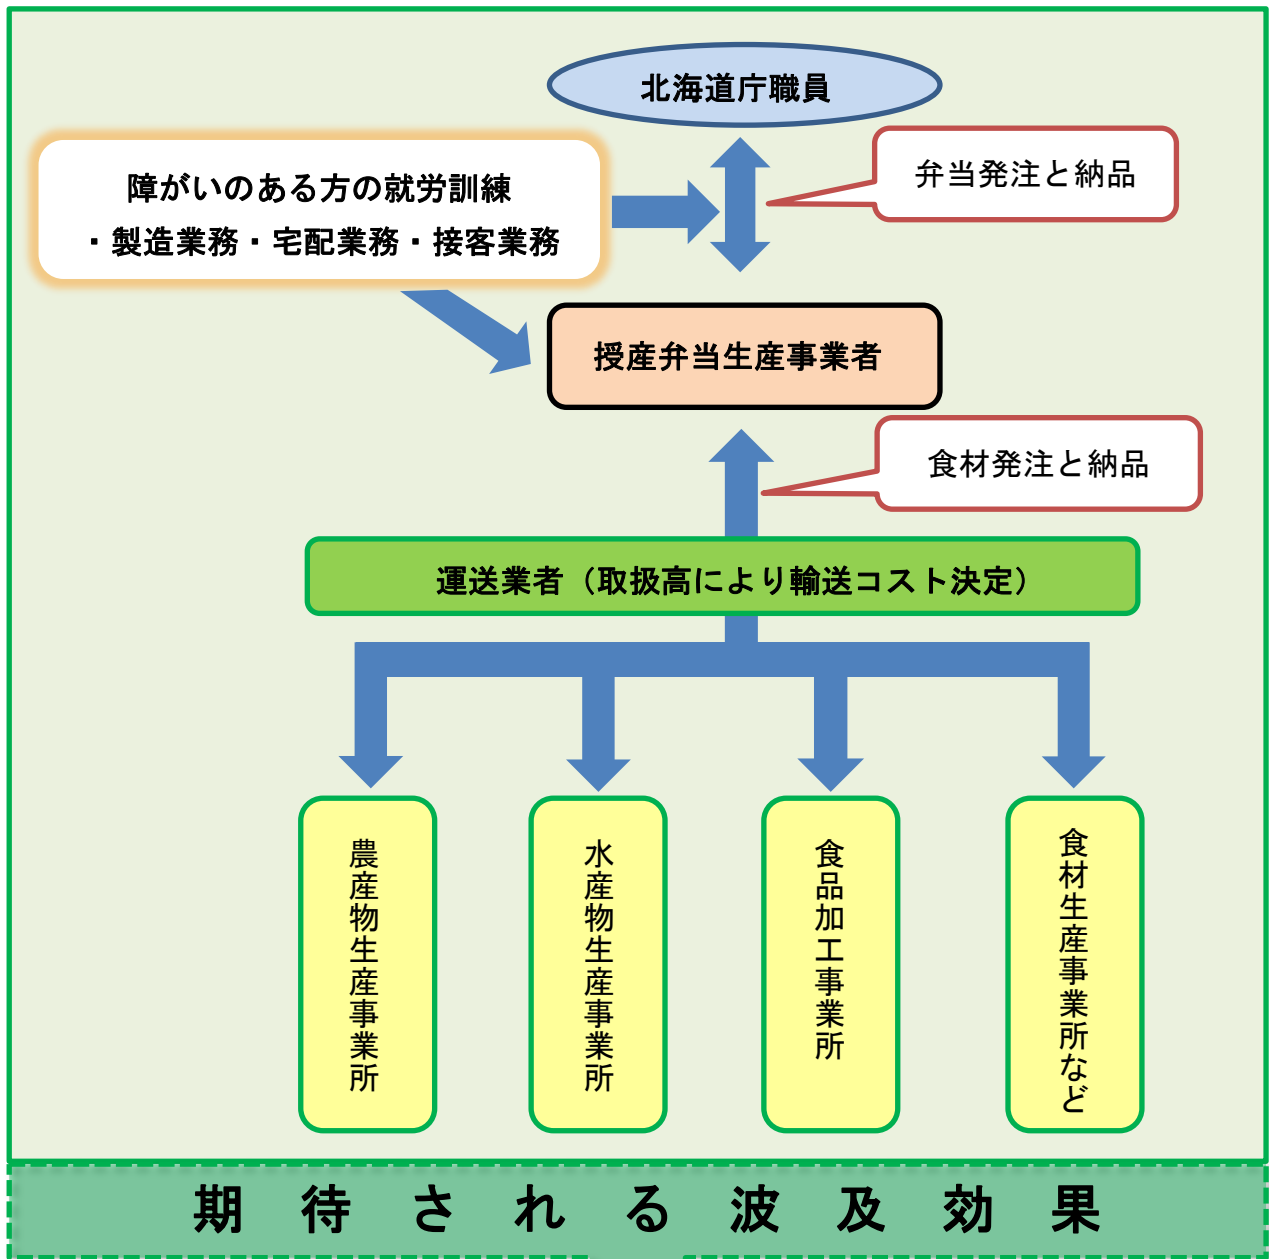 北海道庁職員
弁当発注と納品
障がいのある方の就労訓練
・製造業務・宅配業務・接客業務
授産弁当生産事業者
食材発注と納品
運送業者（取扱高により輸送コスト決定）
農産物生産事業所
水産物生産事業所
食品加工事業所
食材生産事業所など
期待される波及効果